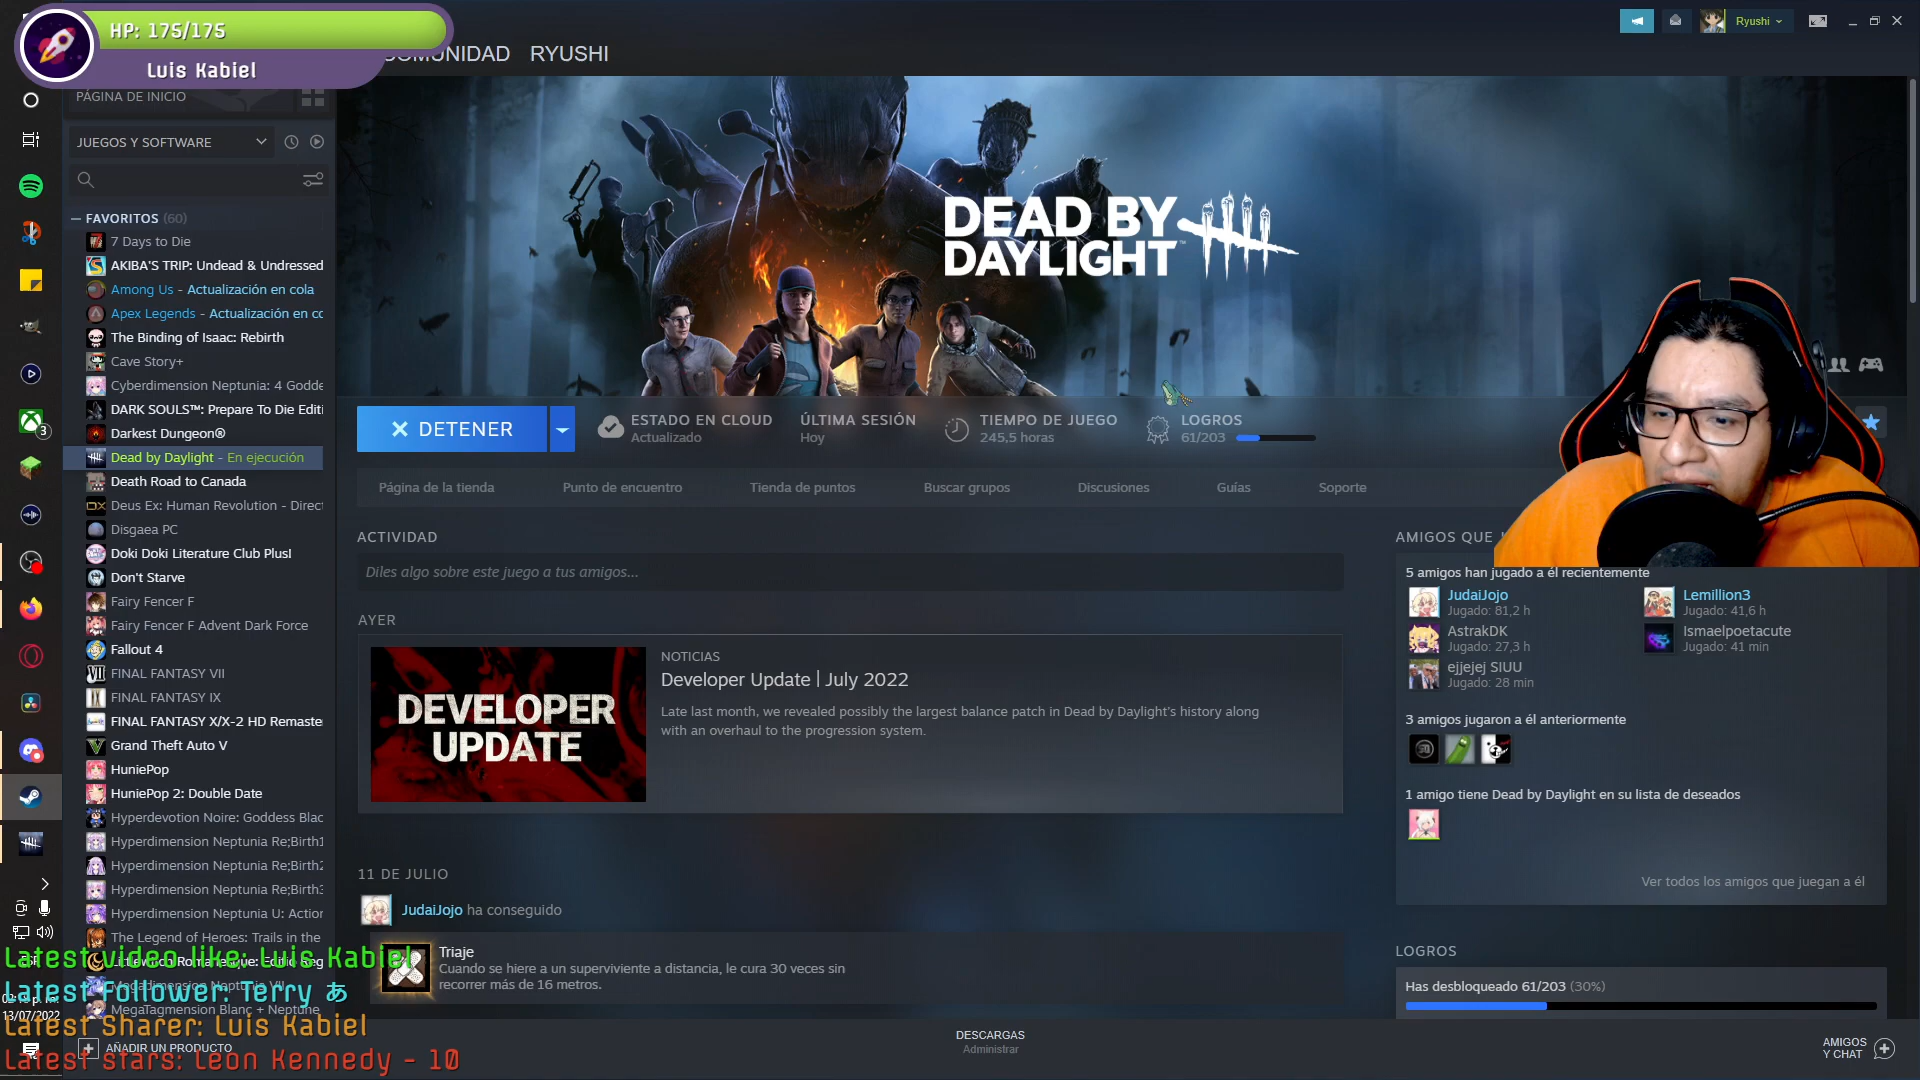 HP: 175/175
Luis Kabiel
COMUNIDAD RYUSHI
Ryushi
PÁGINA DE INICIO
JUEGOS Y SOFTWARE
FAVORITOS (60)
7 Days to Die
AKIBA'S TRIP: Undead & Undressed
Among Us - Actualización en cola
Apex Legends - Actualización en co
The Binding of Isaac: Rebirth
Cave Story+
Cyberdimension Neptunia: 4 Godde
DARK SOULS™: Prepare To Die Editi
Darkest Dungeon®
Dead by Daylight - En ejecución
Death Road to Canada
Deus Ex: Human Revolution - Direct
Disgaea PC
Doki Doki Literature Club Plus!
Don't Starve
Fairy Fencer F
Fairy Fencer F Advent Dark Force
Fallout 4
FINAL FANTASY VII
FINAL FANTASY IX
FINAL FANTASY X/X-2 HD Remaster
Grand Theft Auto V
HuniePop
HuniePop 2: Double Date
Hyperdevotion Noire: Goddess Blac
Hyperdimension Neptunia Re;Birth1
Hyperdimension Neptunia Re;Birth2
Hyperdimension Neptunia Re;Birth3
Hyperdimension Neptunia U: Action
The Legend of Heroes: Trails in the
MegaTagmension Blanc + Neptune
3
DEAD BY
DAYLIGHT™
DETENER
ESTADO EN CLOUD
Actualizado
ÚLTIMA SESIÓN
Hoy
TIEMPO DE JUEGO
245,5 horas
LOGROS
61/203
Página de la tienda
Punto de encuentro
Tienda de puntos
Buscar grupos
Discusiones
Guías
Soporte
ACTIVIDAD
Diles algo sobre este juego a tus amigos...
AYER
DEVELOPER
UPDATE
NOTICIAS
Developer Update | July 2022
Late last month, we revealed possibly the largest balance patch in Dead by Daylight's history along
with an overhaul to the progression system.
11 DE JULIO
JudaiJojo ha conseguido
Triaje
Cuando se hiere a un superviviente a distancia, le cura 30 veces sin
recorrer más de 16 metros.
AMIGOS QUE
5 amigos han jugado a él recientemente
JudaiJojo
Jugado: 81,2 h
Lemillion3
Jugado: 41,6 h
AstrakDK
Jugado: 27,3 h
Ismaelpoetacute
Jugado: 41 min
ejjejej SIUU
Jugado: 28 min
3 amigos jugaron a él anteriormente
1 amigo tiene Dead by Daylight en su lista de deseados
Ver todos los amigos que juegan a él
LOGROS
Has desbloqueado 61/203 (30%)
Latest video like: Luis Kabiel
Latest Follower: Terry あ
13/07/2022
Latest Sharer: Luis Kabiel
Latest stars: Leon Kennedy - 10
AÑADIR UN PRODUCTO
DESCARGAS
Administrar
AMIGOS
Y CHAT